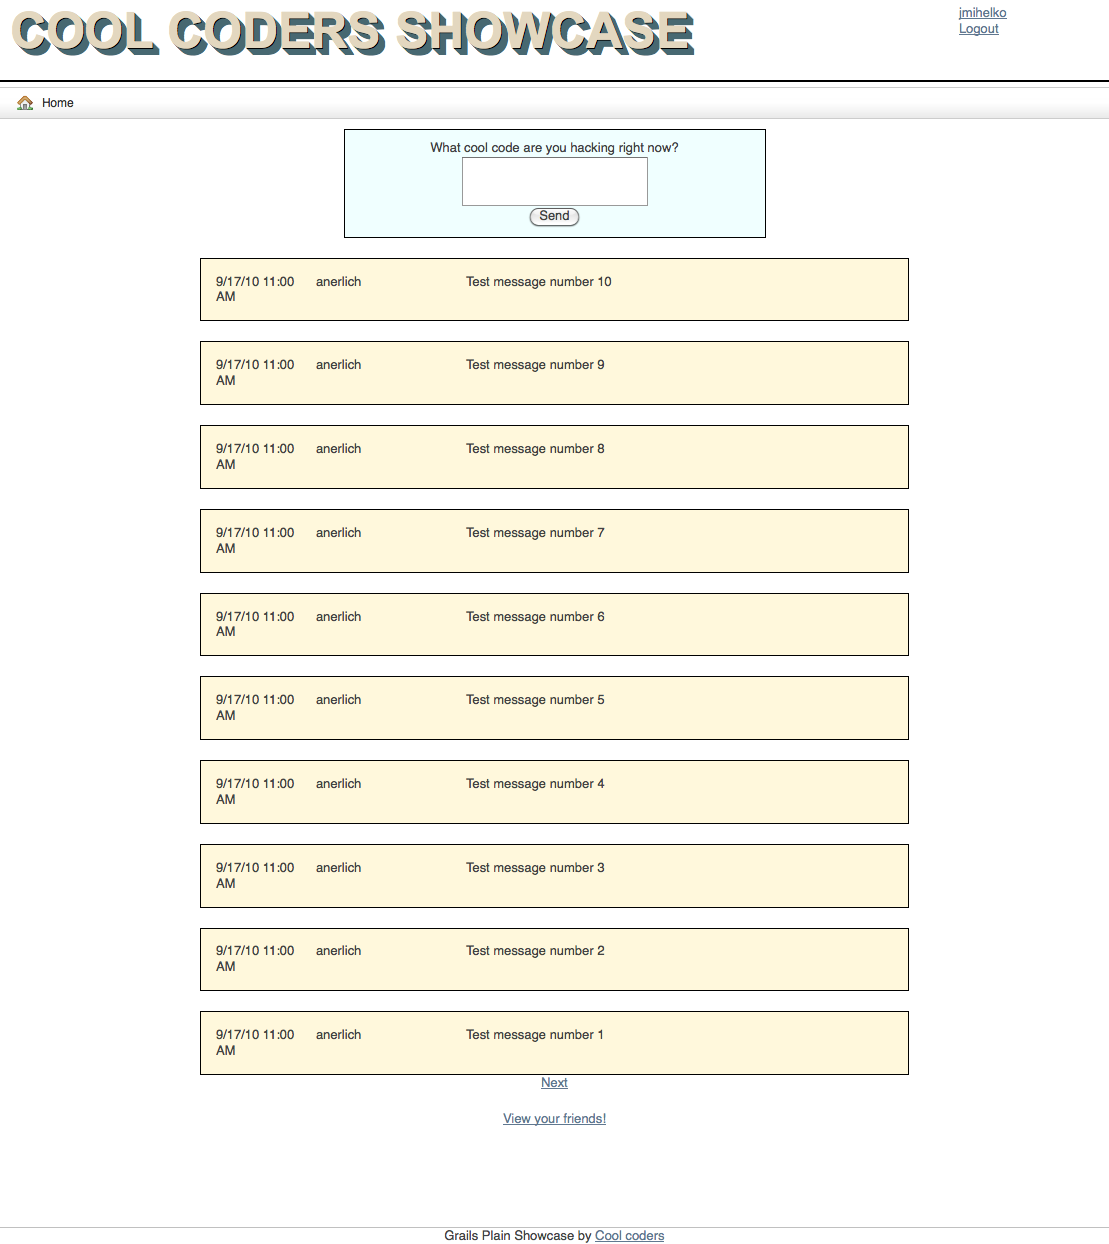 COOL CODERS SHOWCASE
jmihelko
Logout
Home
What cool code are you hacking right now?
Send
9/17/10 11:00 anerlich Test message number 10
AM
9/17/10 11:00 anerlich Test message number 9
AM
9/17/10 11:00 anerlich Test message number 8
AM
9/17/10 11:00 anerlich Test message number 7
AM
9/17/10 11:00 anerlich Test message number 6
AM
9/17/10 11:00 anerlich Test message number 5
AM
9/17/10 11:00 anerlich Test message number 4
AM
9/17/10 11:00 anerlich Test message number 3
AM
9/17/10 11:00 anerlich Test message number 2
AM
9/17/10 11:00 anerlich Test message number 1
AM
Next
View your friends!
Grails Plain Showcase by Cool coders